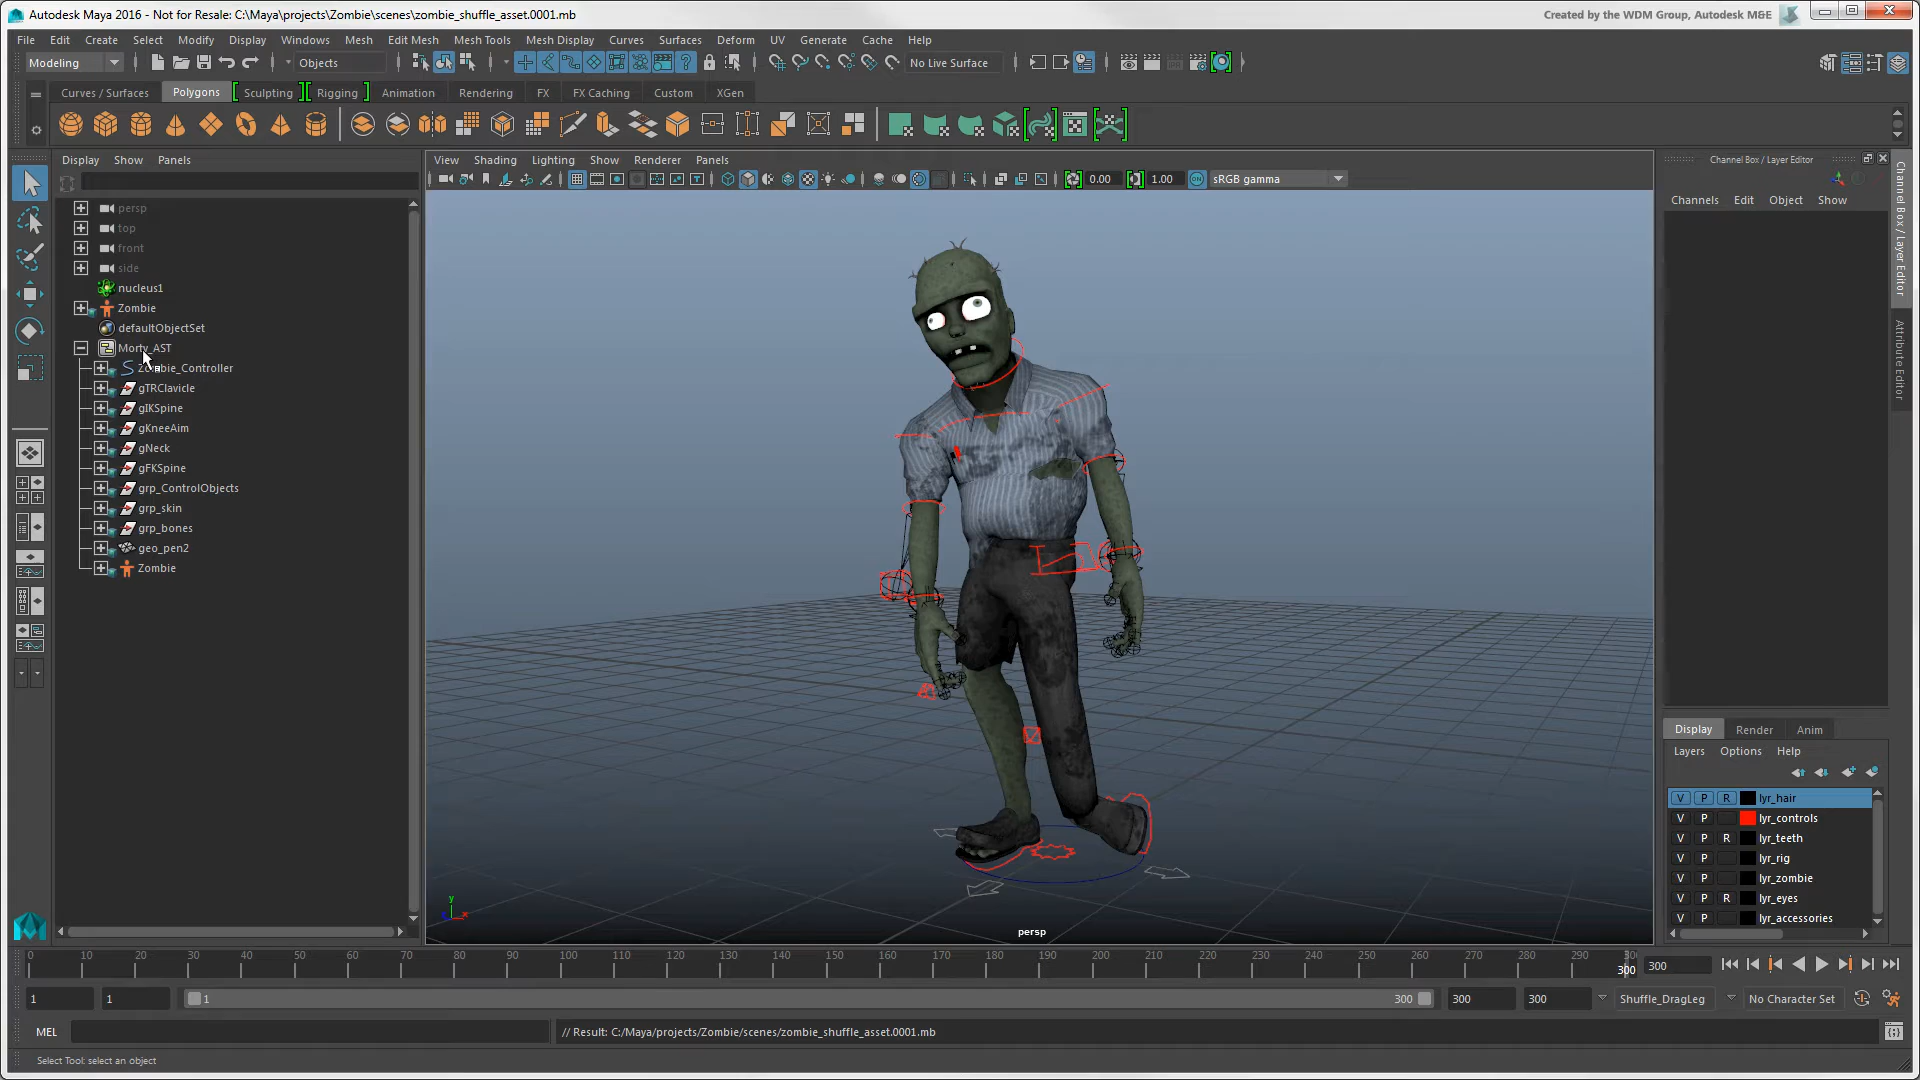 Autodesk Maya 2016 - Not for Resale: C:\Maya\projects\Zombie\scenes\zombie_shuffle_asset.0001.mb
Created by the WDM Group, Autodesk M&E
File Edit Create Select Modify Display Windows Mesh Edit Mesh Mesh Tools Mesh Display Curves Surfaces Deform UV Generate Cache Help
Modeling Objects No Live Surface
Curves / Surfaces Polygons Sculpting Rigging Animation Rendering FX FX Caching Custom XGen
Display Show Panels
View Shading Lighting Show Renderer Panels
0.00 1.00 ON sRGB gamma
Channel Box / Layer Editor
Channels Edit Object Show
Channel Box / Layer Editor
Attribute Editor
persp
top
front
side
nucleus1
Zombie
defaultObjectSet
Morty_AST
Zombie_Controller
gTRClavicle
gIKSpine
gKneeAim
gNeck
gFKSpine
grp_ControlObjects
grp_skin
grp_bones
geo_pen2
Zombie
y
x
persp
Display Render Anim
Layers Options Help
V P R lyr_hair
V P lyr_controls
V P R lyr_teeth
V P lyr_rig
V P lyr_zombie
V P R lyr_eyes
V P lyr_accessories
0 10 20 30 40 50 60 70 80 90 100 110 120 130 140 150 160 170 180 190 200 210 220 230 240 250 260 270 280 290 300 300
1 1 1 300 300 300 Shuffle_DragLeg No Character Set
MEL // Result: C:/Maya/projects/Zombie/scenes/zombie_shuffle_asset.0001.mb
Select Tool: select an object